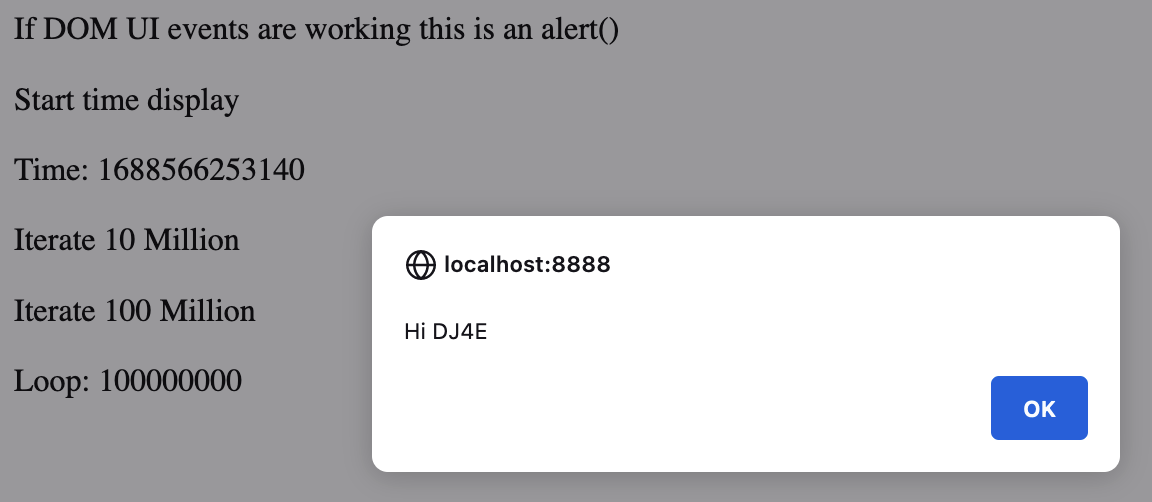 If DOM UI events are working this is an alert()
Start time display
Time: 1688566253140
Iterate 10 Million
Iterate 100 Million
Loop: 100000000
localhost:8888
Hi DJ4E
OK